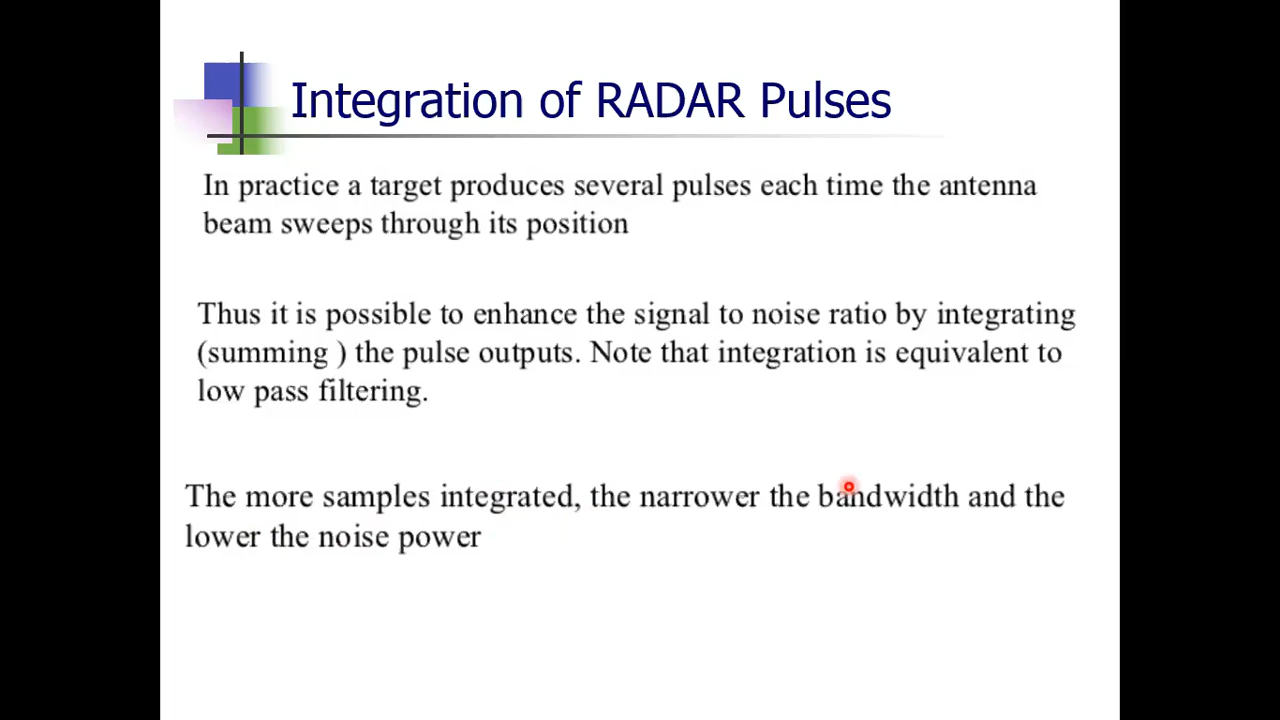 Integration of RADAR Pulses
In practice a target produces several pulses each time the antenna
beam sweeps through its position
Thus it is possible to enhance the signal to noise ratio by integrating
(summing ) the pulse outputs. Note that integration is equivalent to
low pass filtering.
The more samples integrated, the narrower the bandwidth and the
lower the noise power